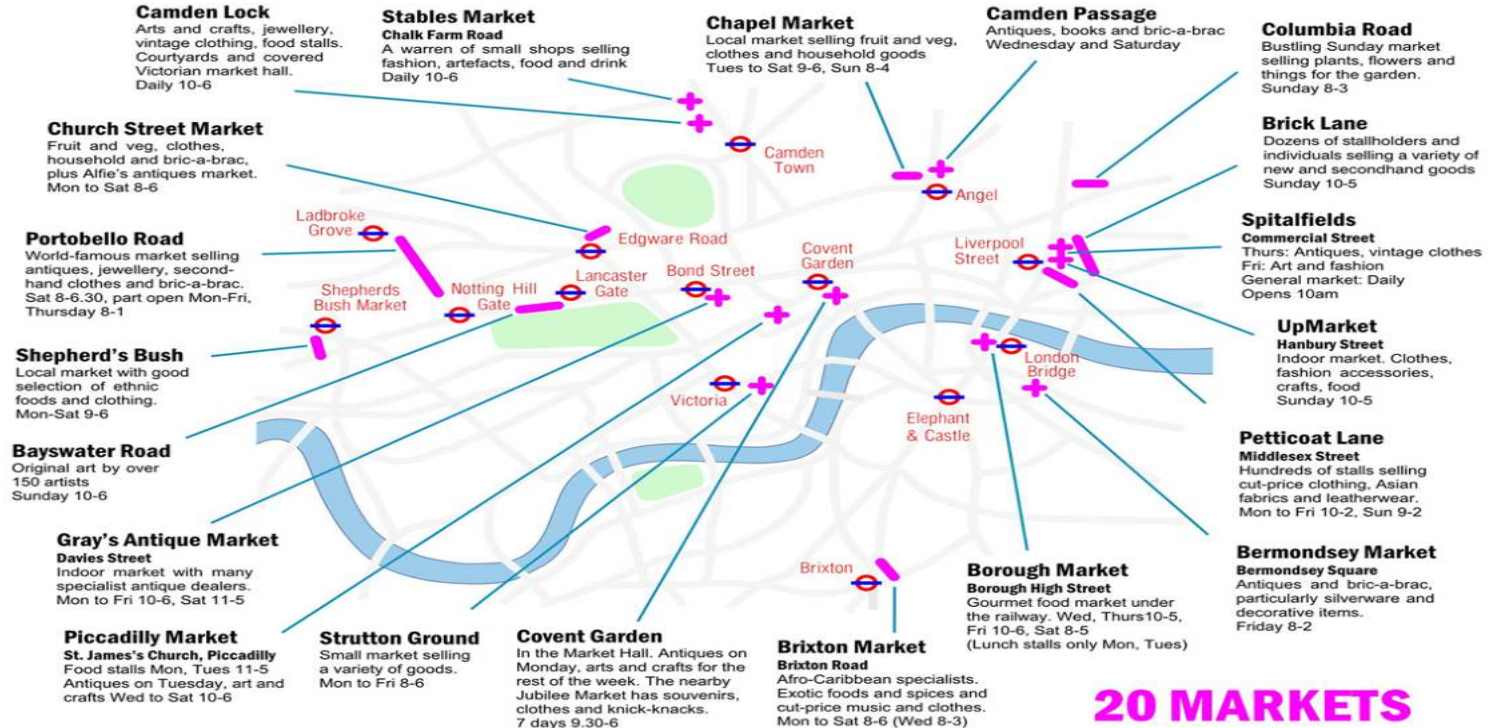 Camden Lock
Arts and crafts, jewellery,
vintage clothing, food stalls.
Courtyards and covered
Victorian market hall.
Daily 10-6
Stables Market
Chalk Farm Road
A warren of small shops selling
fashion, artefacts, food and drink
Daily 10-6
Chapel Market
Local market selling fruit and veg,
clothes and household goods
Tues to Sat 9-6, Sun 8-4
Camden Passage
Antiques, books and bric-a-brac
Wednesday and Saturday
Columbia Road
Bustling Sunday market
selling plants, flowers and
things for the garden.
Sunday 8-3
Church Street Market
Fruit and veg, clothes,
household and bric-a-brac,
plus Alfie's antiques market.
Mon to Sat 8-6
Brick Lane
Dozens of stallholders and
individuals selling a variety of
new and secondhand goods
Sunday 10-5
Portobello Road
World-famous market selling
antiques, jewellery, second-
hand clothes and bric-a-brac.
Sat 8-6.30, part open Mon-Fri,
Thursday 8-1
Spitalfields
Commercial Street
Thurs: Antiques, vintage clothes
Fri: Art and fashion
General market: Daily
Opens 10am
Shepherd's Bush
Local market with good
selection of ethnic
foods and clothing.
Mon-Sat 9-6
UpMarket
Hanbury Street
Indoor market. Clothes,
fashion accessories,
crafts, food
Sunday 10-5
Bayswater Road
Original art by over
150 artists
Sunday 10-6
Petticoat Lane
Middlesex Street
Hundreds of stalls selling
cut-price clothing, Asian
fabrics and leatherwear.
Mon to Fri 10-2, Sun 9-2
Gray's Antique Market
Davies Street
Indoor market with many
specialist antique dealers.
Mon to Fri 10-6, Sat 11-5
Bermondsey Market
Bermondsey Square
Antiques and bric-a-brac,
particularly silverware and
decorative items.
Friday 8-2
Piccadilly Market
St. James's Church, Piccadilly
Food stalls Mon, Tues 11-5
Antiques on Tuesday, art and
crafts Wed to Sat 10-6
Strutton Ground
Small market selling
a variety of goods.
Mon to Fri 8-6
Covent Garden
In the Market Hall. Antiques on
Monday, arts and crafts for the
rest of the week. The nearby
Jubilee Market has souvenirs,
clothes and knick-knacks.
7 days 9.30-6
Brixton Market
Brixton Road
Afro-Caribbean specialists.
Exotic foods and spices and
cut-price music and clothes.
Mon to Sat 8-6 (Wed 8-3)
Borough Market
Borough High Street
Gourmet food market under
the railway. Wed, Thurs10-5,
Fri 10-6, Sat 8-5
(Lunch stalls only Mon, Tues)
Camden
Town
Angel
Ladbroke
Grove
Edgware Road
Covent
Garden
Liverpool
Street
Bond Street
Lancaster
Gate
Notting Hill
Gate
Shepherds
Bush Market
London
Bridge
Victoria
Elephant
& Castle
Brixton
20 MARKETS